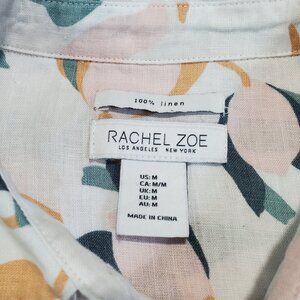 100% linen
RACHEL ZOE
LOS ANGELES NEW YORK
US: M
CA: M/M
UK: M
EU: M
AU: M
MADE IN CHINA